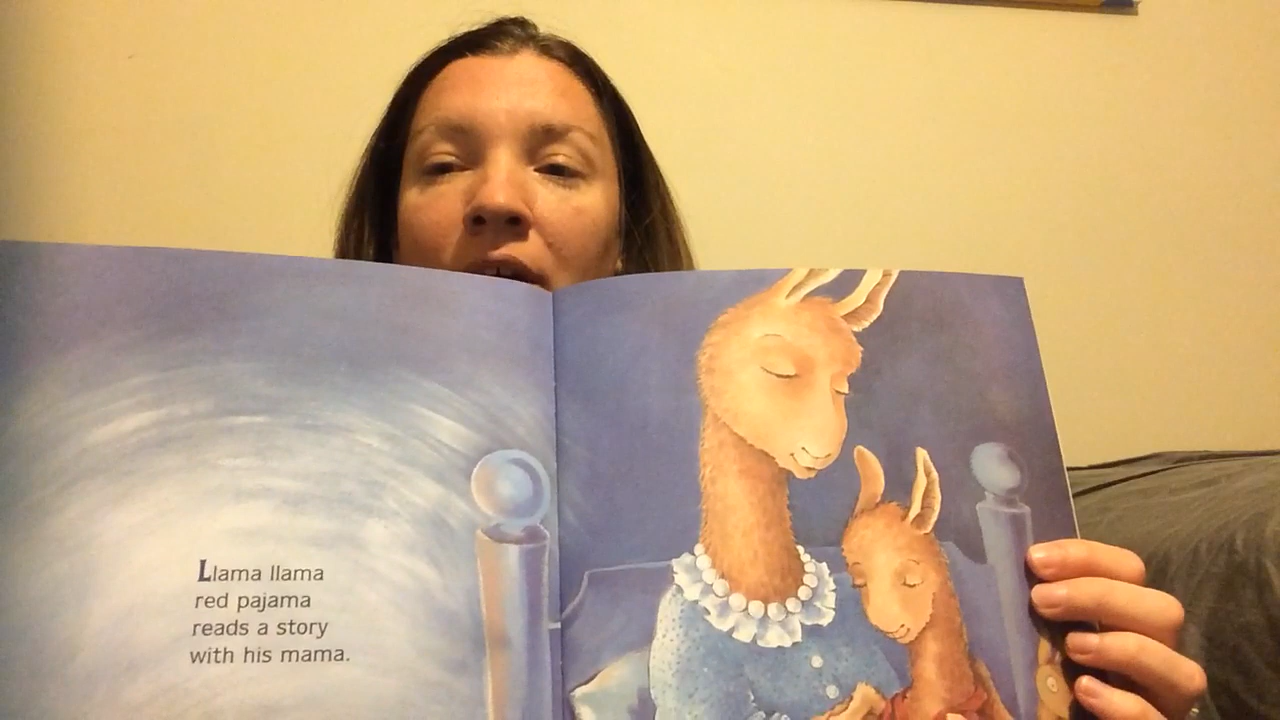 Llama llama
red pajama
reads a story
with his mama.